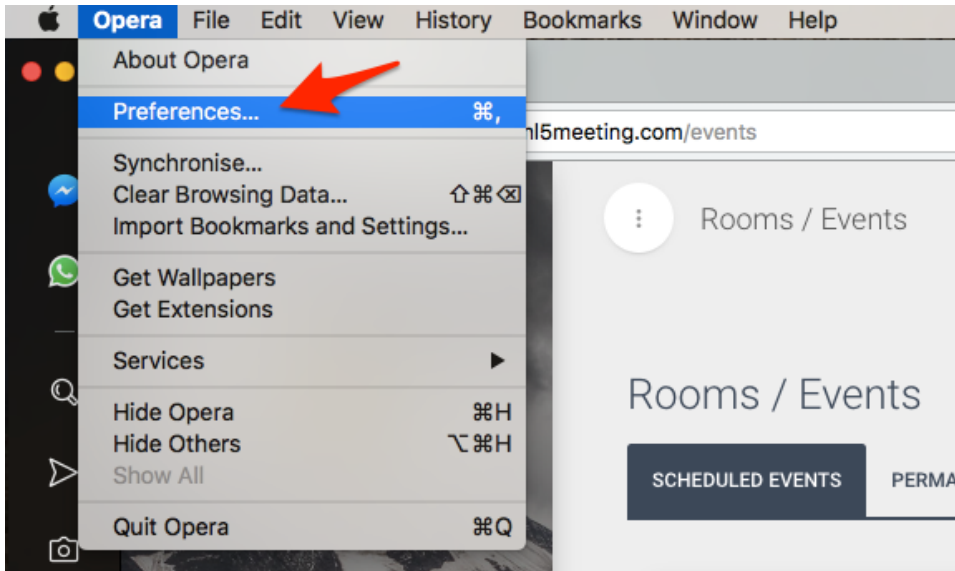 Opera File Edit View History Bookmarks Window Help
About Opera
Preferences... ⌘,
nl5meeting.com/events
Synchronise...
Clear Browsing Data... ⇧⌘⌫
Import Bookmarks and Settings...
Rooms / Events
Get Wallpapers
Get Extensions
Services ▶
Rooms / Events
Hide Opera ⌘H
Hide Others ⌥⌘H
Show All
SCHEDULED EVENTS PERMA
Quit Opera ⌘Q